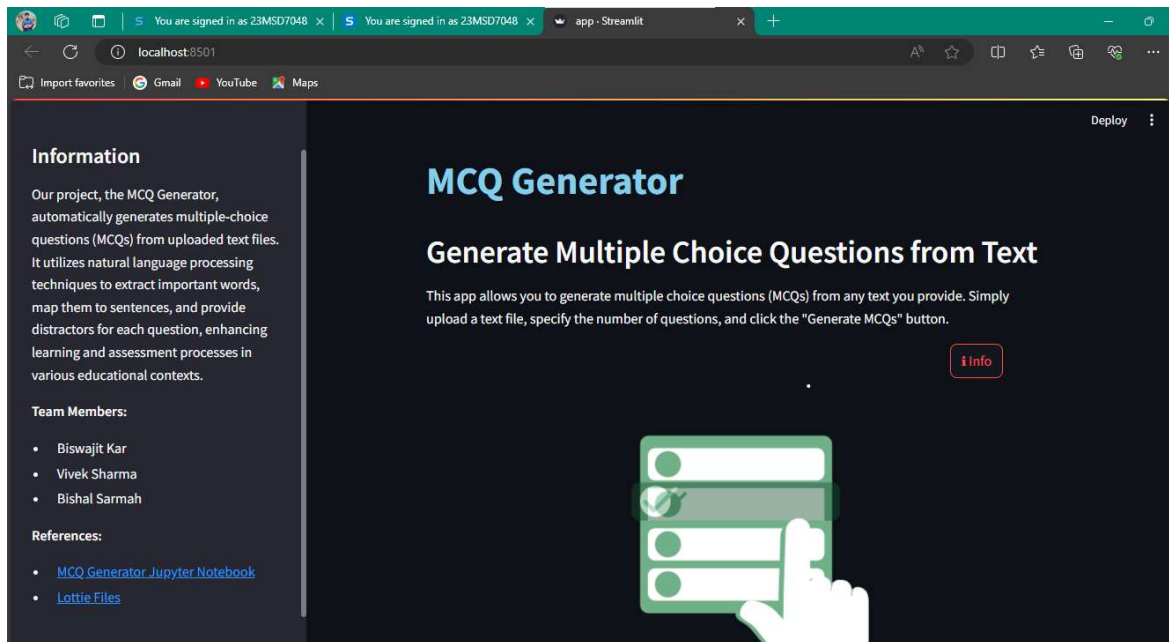 You are signed in as 23MSD7048
You are signed in as 23MSD7048
app · Streamlit
localhost:8501
Import favorites
Gmail
YouTube
Maps
Deploy
Information
Our project, the MCQ Generator,
automatically generates multiple-choice
questions (MCQs) from uploaded text files.
It utilizes natural language processing
techniques to extract important words,
map them to sentences, and provide
distractors for each question, enhancing
learning and assessment processes in
various educational contexts.
Team Members:
• Biswajit Kar
• Vivek Sharma
• Bishal Sarmah
References:
• MCQ Generator Jupyter Notebook
• Lottie Files
MCQ Generator
Generate Multiple Choice Questions from Text
This app allows you to generate multiple choice questions (MCQs) from any text you provide. Simply
upload a text file, specify the number of questions, and click the "Generate MCQs" button.
Info